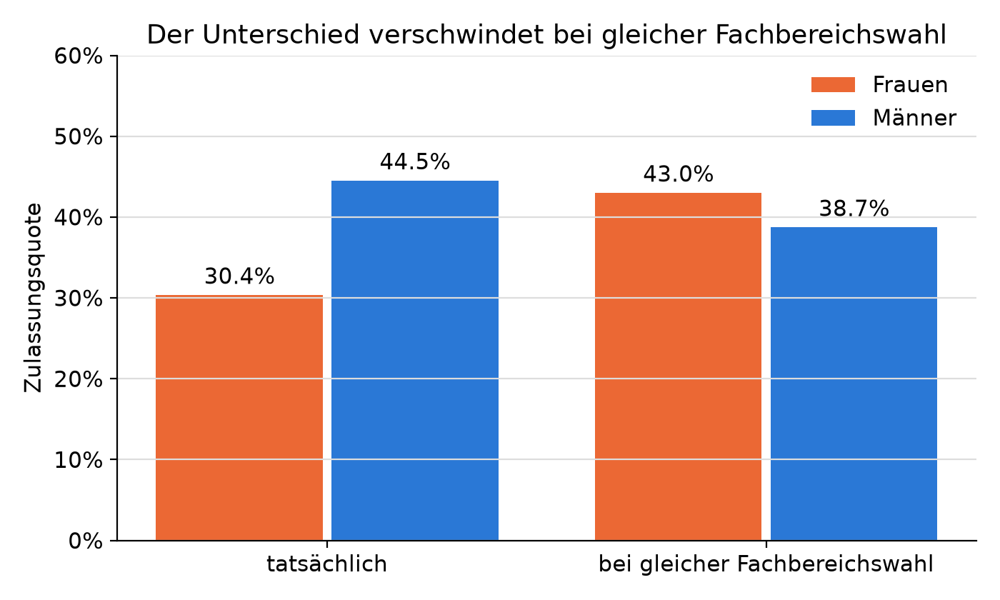 Der Unterschied verschwindet bei gleicher Fachbereichswahl
60%
50%
40%
30%
20%
10%
0%
Zulassungsquote
Frauen
Männer
30.4%
44.5%
43.0%
38.7%
tatsächlich
bei gleicher Fachbereichswahl